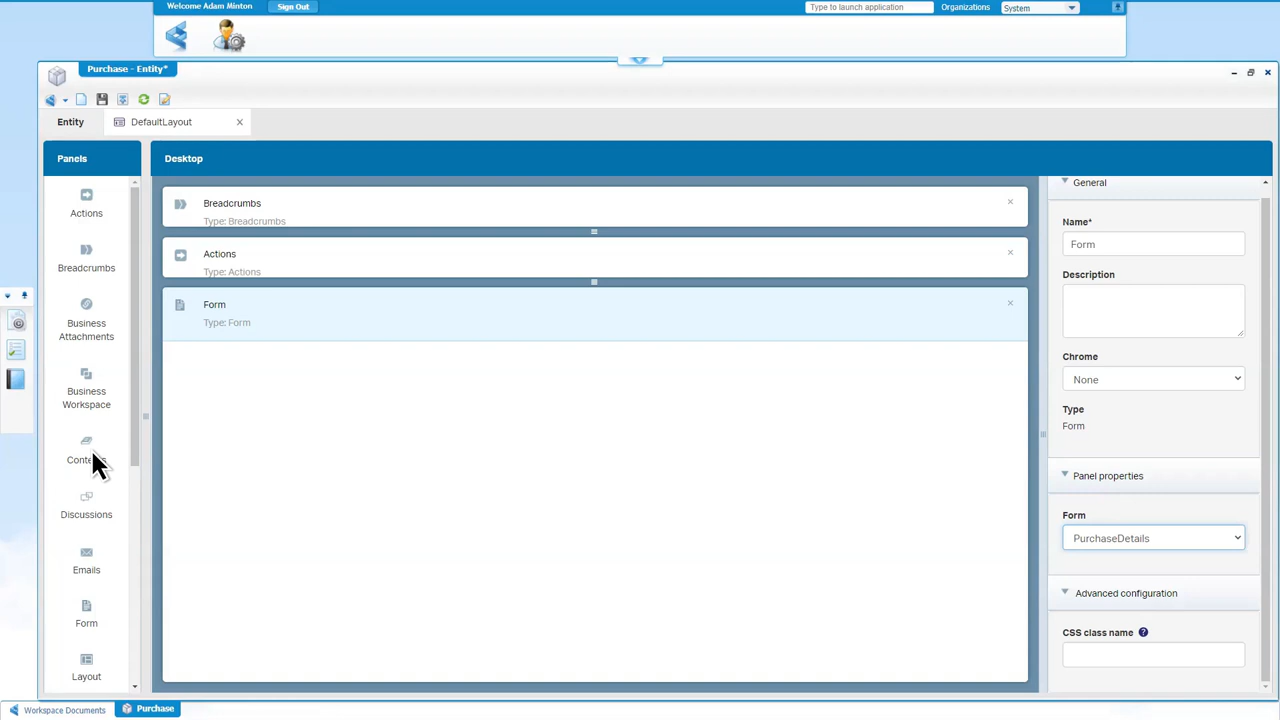 Welcome Adam Minton
Sign Out
Type to launch application
Organizations
System
Purchase - Entity*
Entity
DefaultLayout
Panels
Desktop
Actions
Breadcrumbs
Business
Attachments
Business
Workspace
Discussions
Emails
Form
Layout
Breadcrumbs
Type: Breadcrumbs
Actions
Type: Actions
Form
Type: Form
General
Name*
Form
Description
Chrome
None
Type
Form
Panel properties
Form
PurchaseDetails
Advanced configuration
CSS class name
Workspace Documents
Purchase